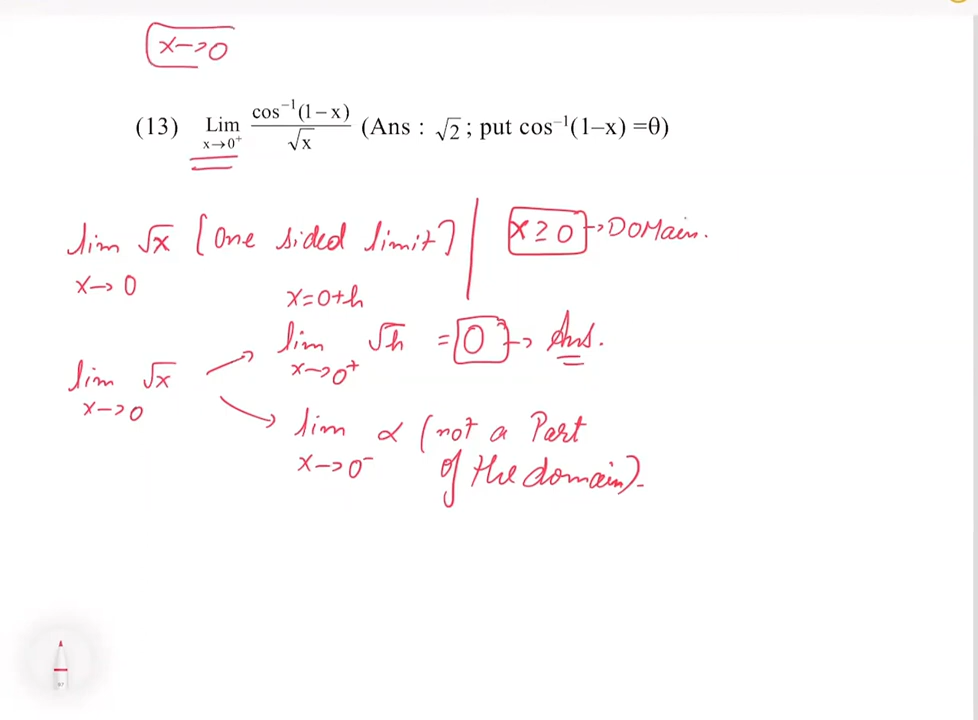 x→0
(13) Lim x→0⁺ cos⁻¹(1−x)/√x (Ans : √2 ; put cos⁻¹(1–x) =θ)
lim x→0 √x [One sided limit] | x≥0 → DOMain.
x=0+h
lim x→0⁺ √h = 0 → Ans.
lim x→0 √x
lim x→0⁻ α (not a Part
of the domain).